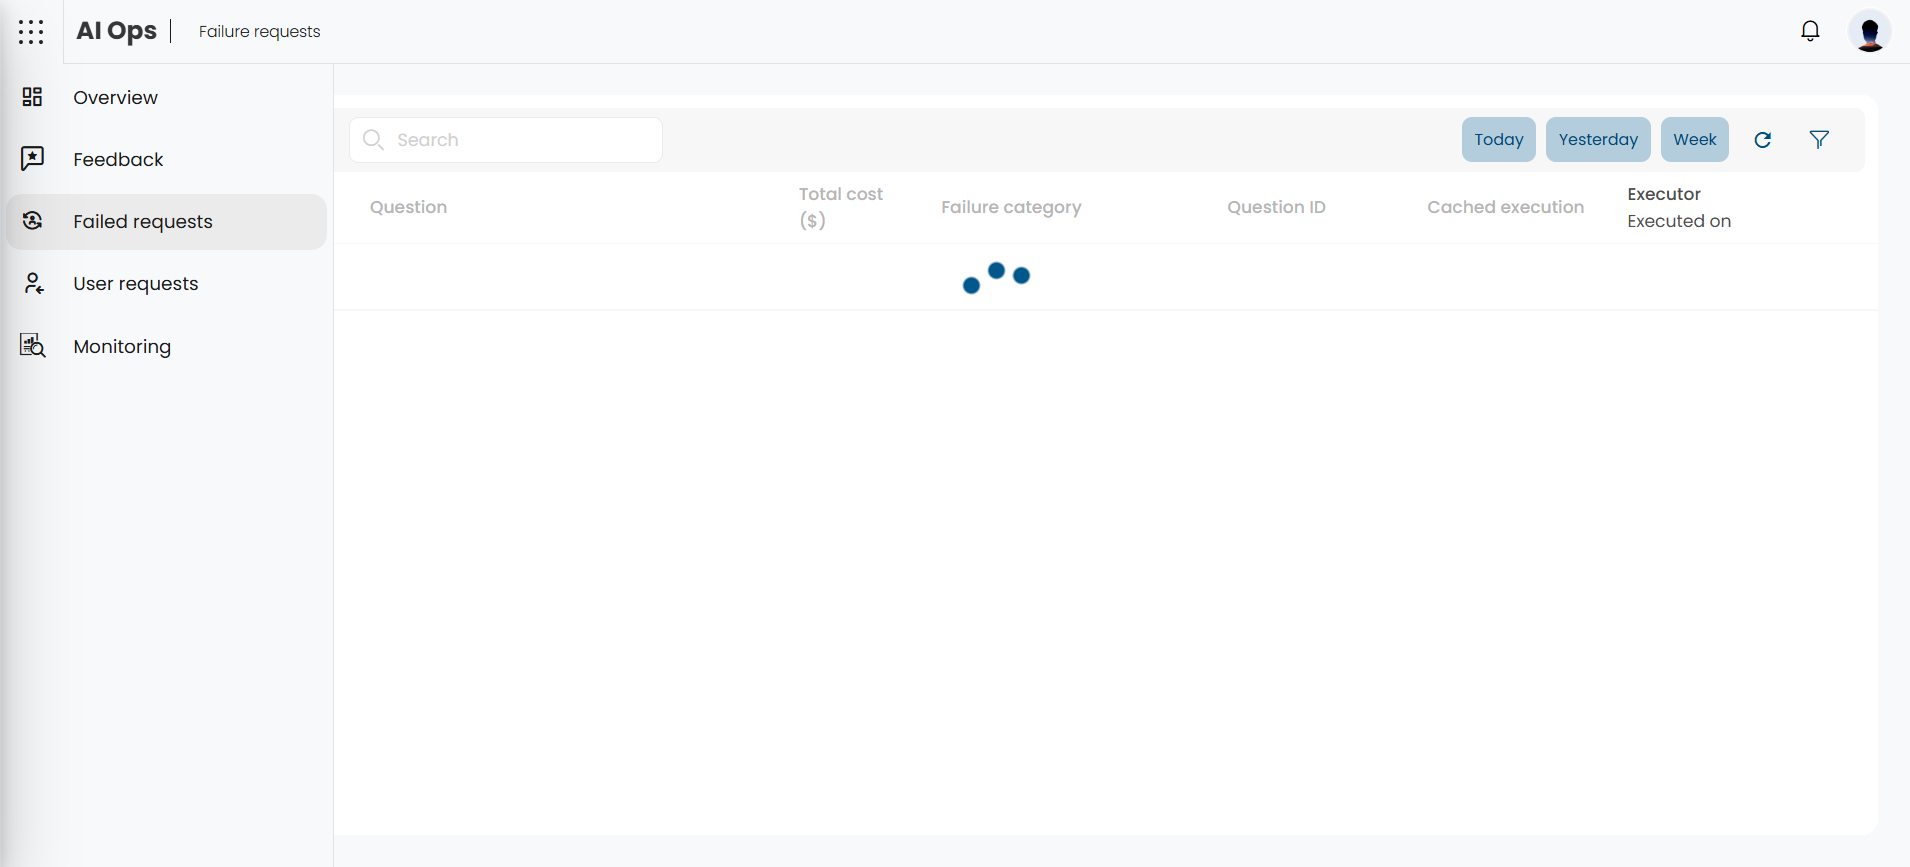 AI Ops
Failure requests
Overview
Feedback
Failed requests
User requests
Monitoring
Search
Today
Yesterday
Week
Question
Total cost
($)
Failure category
Question ID
Cached execution
Executor
Executed on